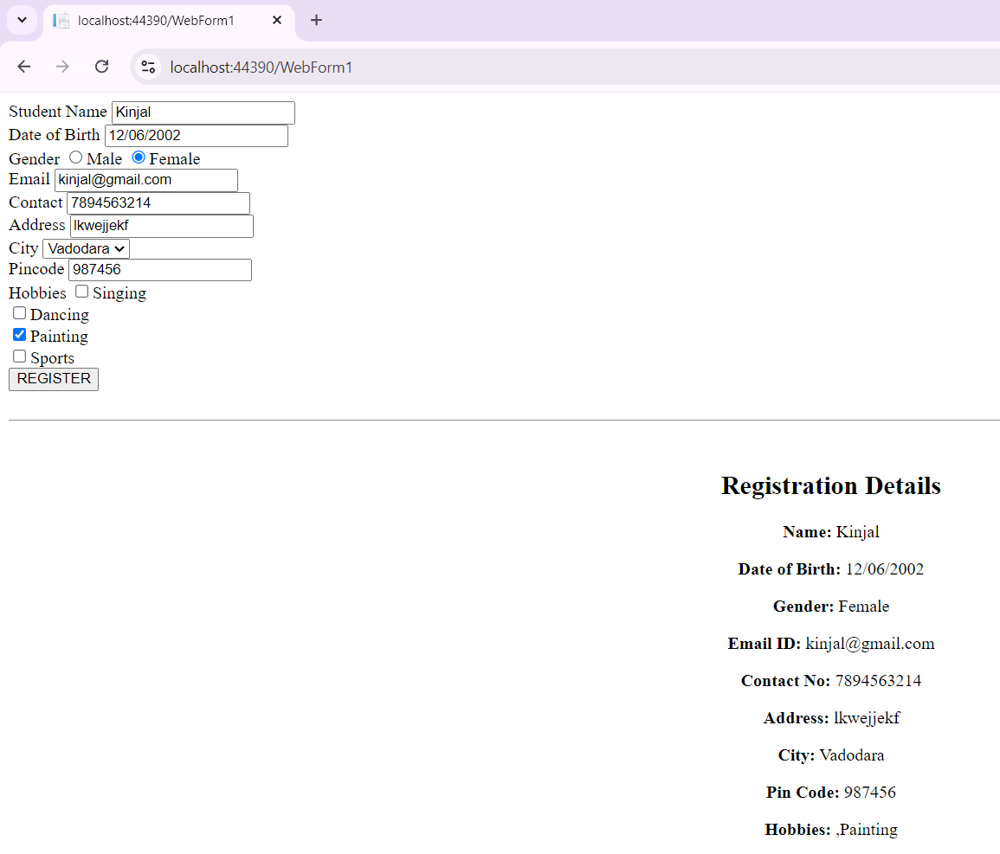 localhost:44390/WebForm1
localhost:44390/WebForm1
Student Name Kinjal
Date of Birth 12/06/2002
Gender Male Female
Email kinjal@gmail.com
Contact 7894563214
Address lkwejjekf
City Vadodara
Pincode 987456
Hobbies Singing
Dancing
Painting
Sports
REGISTER
Registration Details
Name: Kinjal
Date of Birth: 12/06/2002
Gender: Female
Email ID: kinjal@gmail.com
Contact No: 7894563214
Address: lkwejjekf
City: Vadodara
Pin Code: 987456
Hobbies: ,Painting